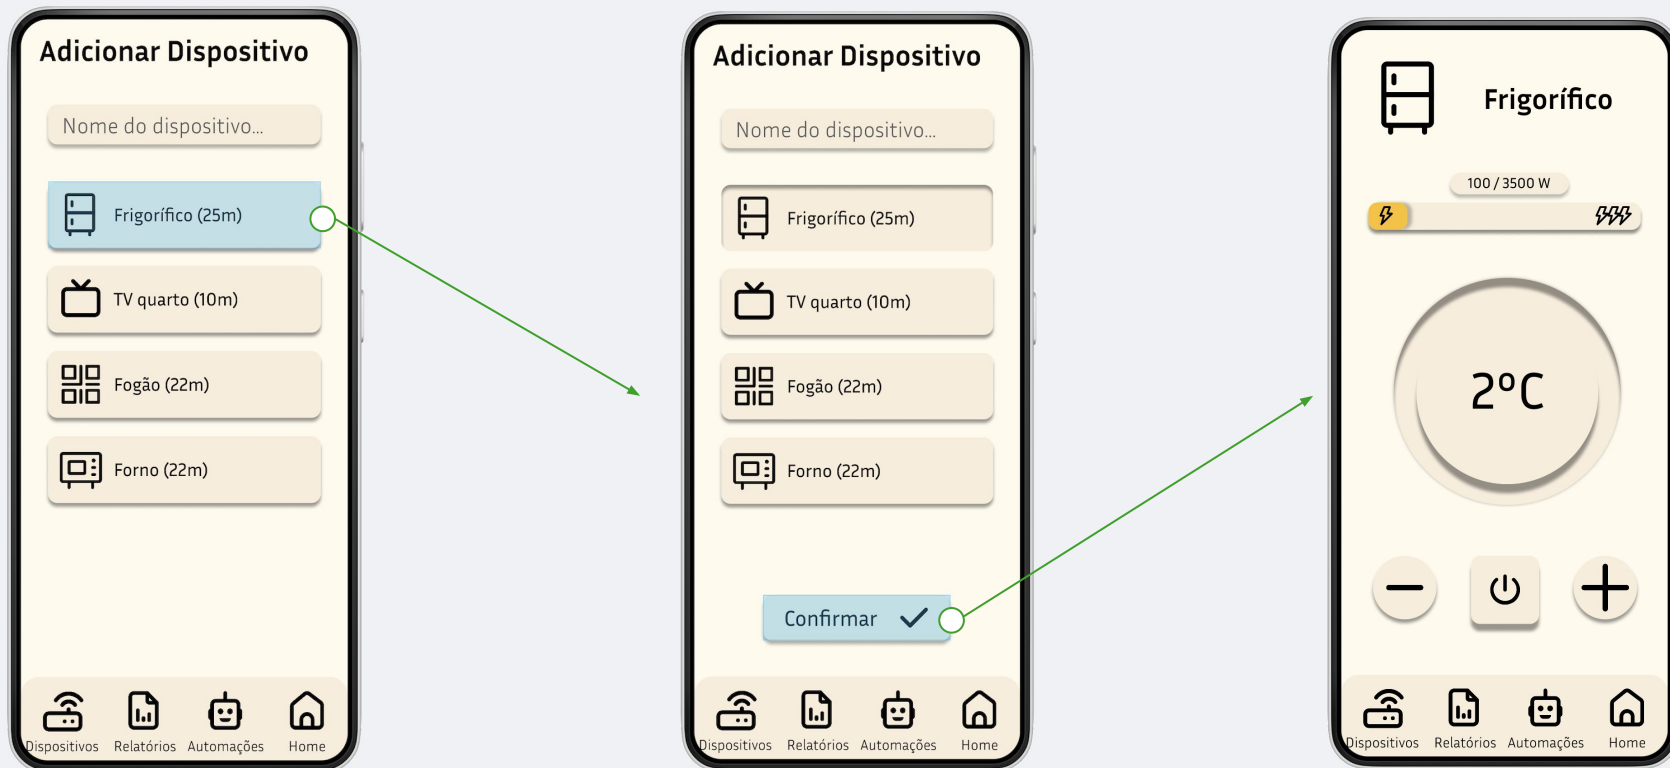 Adicionar Dispositivo
Nome do dispositivo...
Frigorífico (25m)
TV quarto (10m)
Fogão (22m)
Forno (22m)
Dispositivos Relatórios Automações Home
Adicionar Dispositivo
Nome do dispositivo...
Frigorífico (25m)
TV quarto (10m)
Fogão (22m)
Forno (22m)
Confirmar
Dispositivos Relatórios Automações Home
Frigorífico
100 / 3500 W
2ºC
Dispositivos Relatórios Automações Home